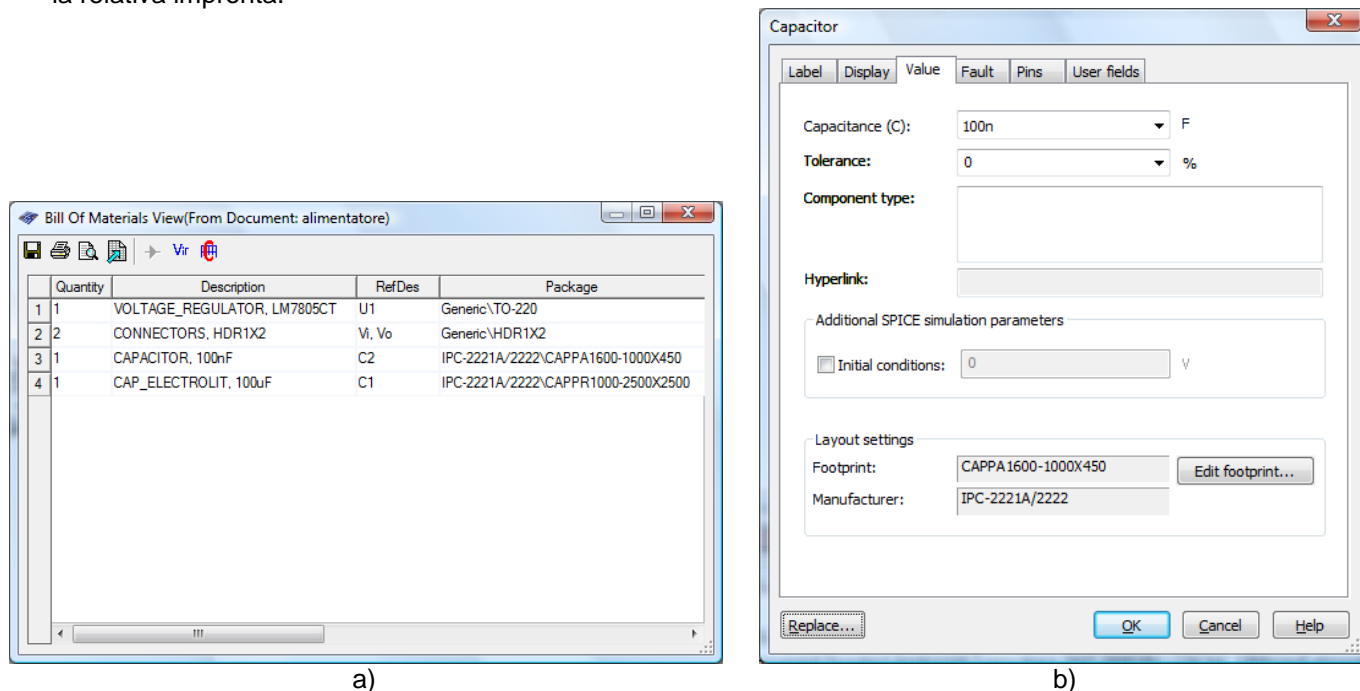 la relativa impronta.
Bill Of Materials View(From Document: alimentatore)
Vir
Quantity Description RefDes Package
1 1 VOLTAGE_REGULATOR, LM7805CT U1 Generic\TO-220
2 2 CONNECTORS, HDR1X2 Vi, Vo Generic\HDR1X2
3 1 CAPACITOR, 100nF C2 IPC-2221A/2222\CAPPA1600-1000X450
4 1 CAP_ELECTROLIT, 100uF C1 IPC-2221A/2222\CAPPR1000-2500X2500
a)
Capacitor
Label Display Value Fault Pins User fields
Capacitance (C): 100n F
Tolerance: 0 %
Component type:
Hyperlink:
Additional SPICE simulation parameters
Initial conditions: 0 V
Layout settings
Footprint: CAPPA1600-1000X450 Edit footprint...
Manufacturer: IPC-2221A/2222
Replace... OK Cancel Help
b)